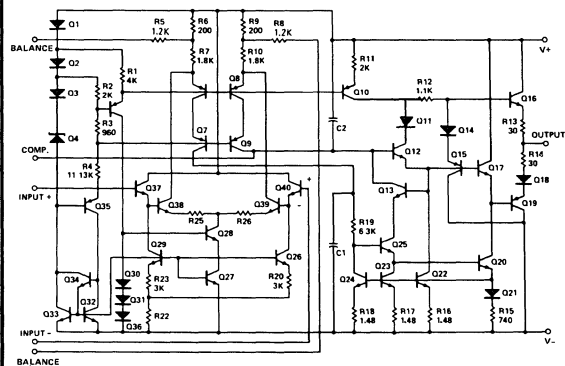 Q1
R5
1.2K
R6
200
R9
200
R8
1.2K
BALANCE
V+
Q2
R1
4K
R7
1.8K
R10
1.8K
R11
2K
Q3
R2
2K
Q8
Q10
R12
1.1K
Q16
R3
960
C2
Q11
Q14
R13
30
OUTPUT
Q4
Q7
Q9
Q12
Q15
Q17
R14
30
COMP.
R4
11 13K
Q18
Q37
Q40
Q13
Q19
INPUT +
Q35
Q38
Q39
R25
R26
R19
6 3K
Q28
Q25
Q29
Q26
C1
Q34
Q30
R23
3K
Q27
R20
3K
Q24
Q23
Q22
Q20
Q31
Q21
Q33
Q32
Q36
R22
R18
1.48
R17
1.48
R16
1.48
R15
740
INPUT -
V-
BALANCE